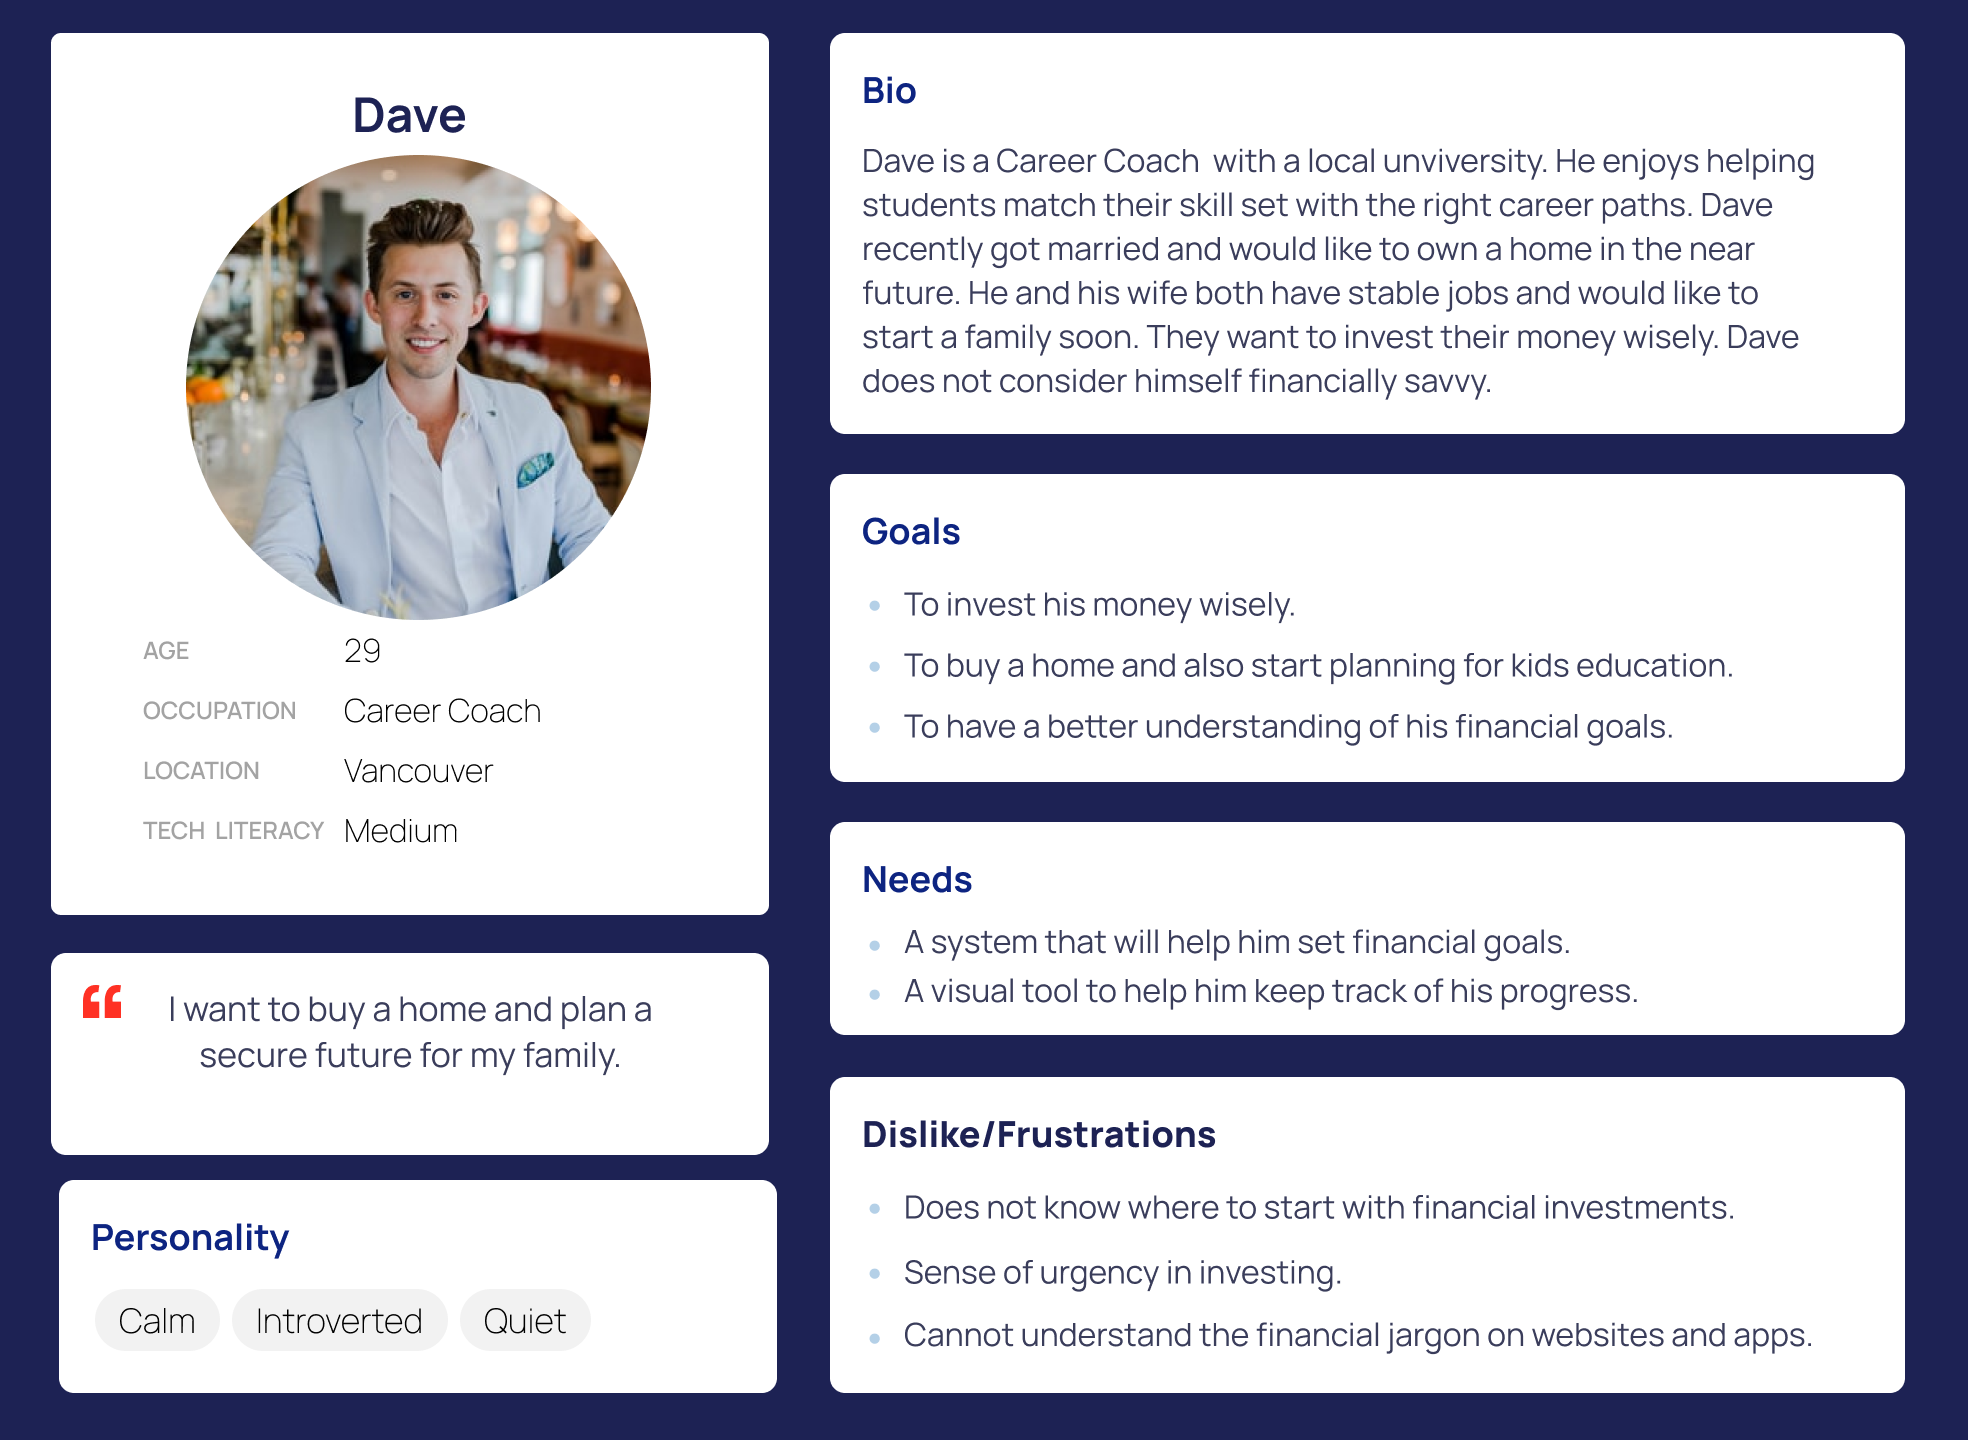 Dave
AGE 29
OCCUPATION Career Coach
LOCATION Vancouver
TECH LITERACY Medium
“ I want to buy a home and plan a
secure future for my family.
Personality
Calm Introverted Quiet
Bio
Dave is a Career Coach with a local unviversity. He enjoys helping
students match their skill set with the right career paths. Dave
recently got married and would like to own a home in the near
future. He and his wife both have stable jobs and would like to
start a family soon. They want to invest their money wisely. Dave
does not consider himself financially savvy.
Goals
• To invest his money wisely.
• To buy a home and also start planning for kids education.
• To have a better understanding of his financial goals.
Needs
• A system that will help him set financial goals.
• A visual tool to help him keep track of his progress.
Dislike/Frustrations
• Does not know where to start with financial investments.
• Sense of urgency in investing.
• Cannot understand the financial jargon on websites and apps.